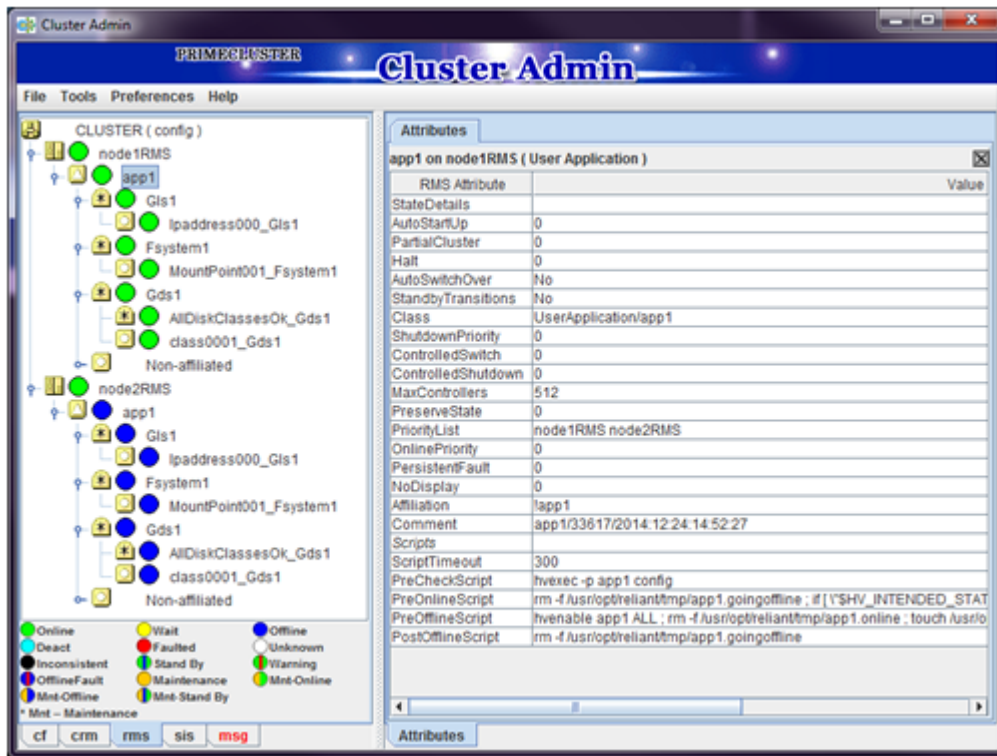 Cluster Admin
PRIMECLUSTER
Cluster Admin
File Tools Preferences Help
CLUSTER ( config )
node1RMS
app1
Gls1
Ipaddress000_Gls1
Fsystem1
MountPoint001_Fsystem1
Gds1
AllDiskClassesOk_Gds1
class0001_Gds1
Non-affiliated
node2RMS
app1
Gls1
Ipaddress000_Gls1
Fsystem1
MountPoint001_Fsystem1
Gds1
AllDiskClassesOk_Gds1
class0001_Gds1
Non-affiliated
Online Wait Offline
Deact Faulted Unknown
Inconsistent Stand By Warning
OfflineFault Maintenance Mnt-Online
Mnt-Offline Mnt-Stand By
* Mnt -- Maintenance
cf crm rms sis msg
Attributes
app1 on node1RMS ( User Application )
RMS Attribute Value
StateDetails
AutoStartUp 0
PartialCluster 0
Halt 0
AutoSwitchOver No
StandbyTransitions No
Class UserApplication/app1
ShutdownPriority 0
ControlledSwitch 0
ControlledShutdown 0
MaxControllers 512
PreserveState 0
PriorityList node1RMS node2RMS
OnlinePriority 0
PersistentFault 0
NoDisplay 0
Affiliation !app1
Comment app1/33617/2014:12:24:14:52:27
Scripts
ScriptTimeout 300
PreCheckScript hvexec -p app1 config
PreOnlineScript rm -f /usr/opt/reliant/tmp/app1.goingoffline ; if [ \"$HV_INTENDED_STAT
PreOfflineScript hvenable app1 ALL ; rm -f /usr/opt/reliant/tmp/app1.online ; touch /usr/o
PostOfflineScript rm -f /usr/opt/reliant/tmp/app1.goingoffline
Attributes